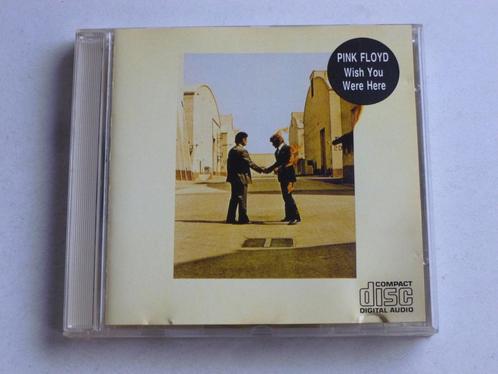 PINK FLOYD
Wish You
Were Here
COMPACT
disc
DIGITAL AUDIO